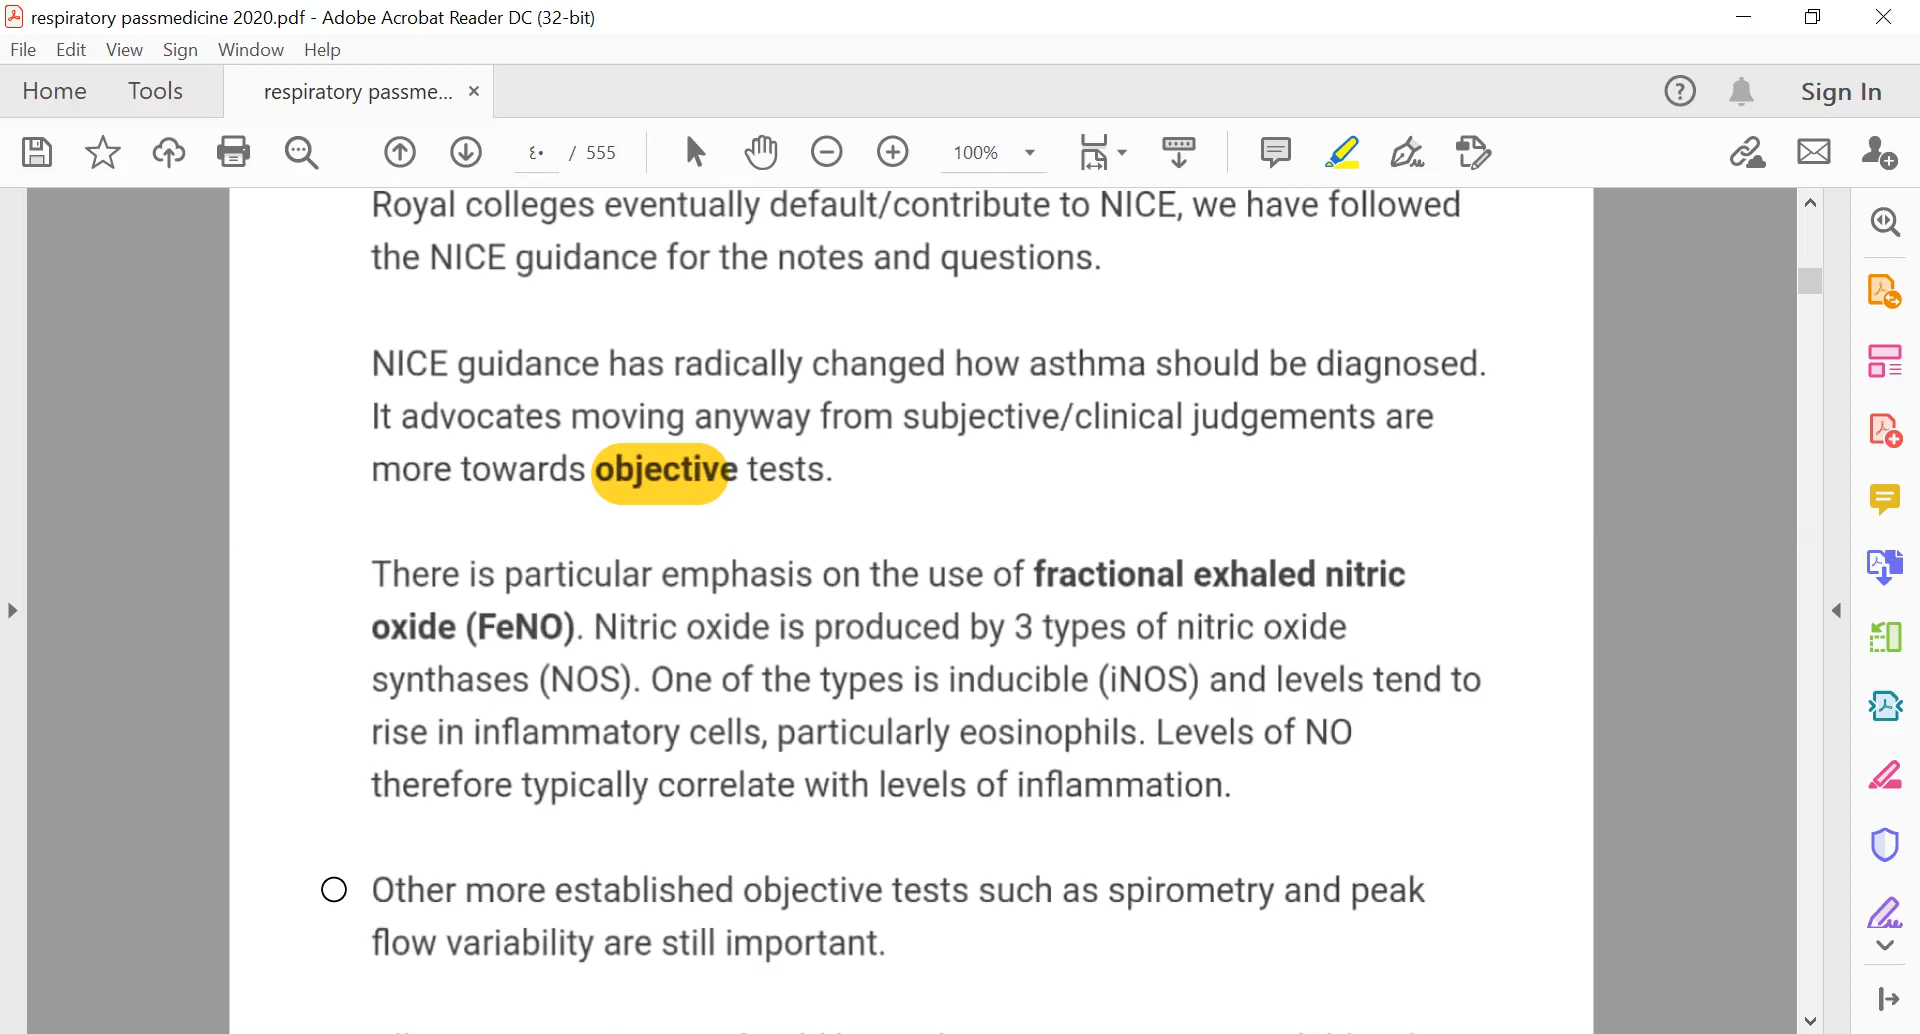 respiratory passmedicine 2020.pdf - Adobe Acrobat Reader DC (32-bit)
File Edit View Sign Window Help
Home Tools respiratory passme... × Sign In
٤٠ / 555 100%
Royal colleges eventually default/contribute to NICE, we have followed
the NICE guidance for the notes and questions.
NICE guidance has radically changed how asthma should be diagnosed.
It advocates moving anyway from subjective/clinical judgements are
more towards objective tests.
There is particular emphasis on the use of fractional exhaled nitric
oxide (FeNO). Nitric oxide is produced by 3 types of nitric oxide
synthases (NOS). One of the types is inducible (iNOS) and levels tend to
rise in inflammatory cells, particularly eosinophils. Levels of NO
therefore typically correlate with levels of inflammation.
Other more established objective tests such as spirometry and peak
flow variability are still important.